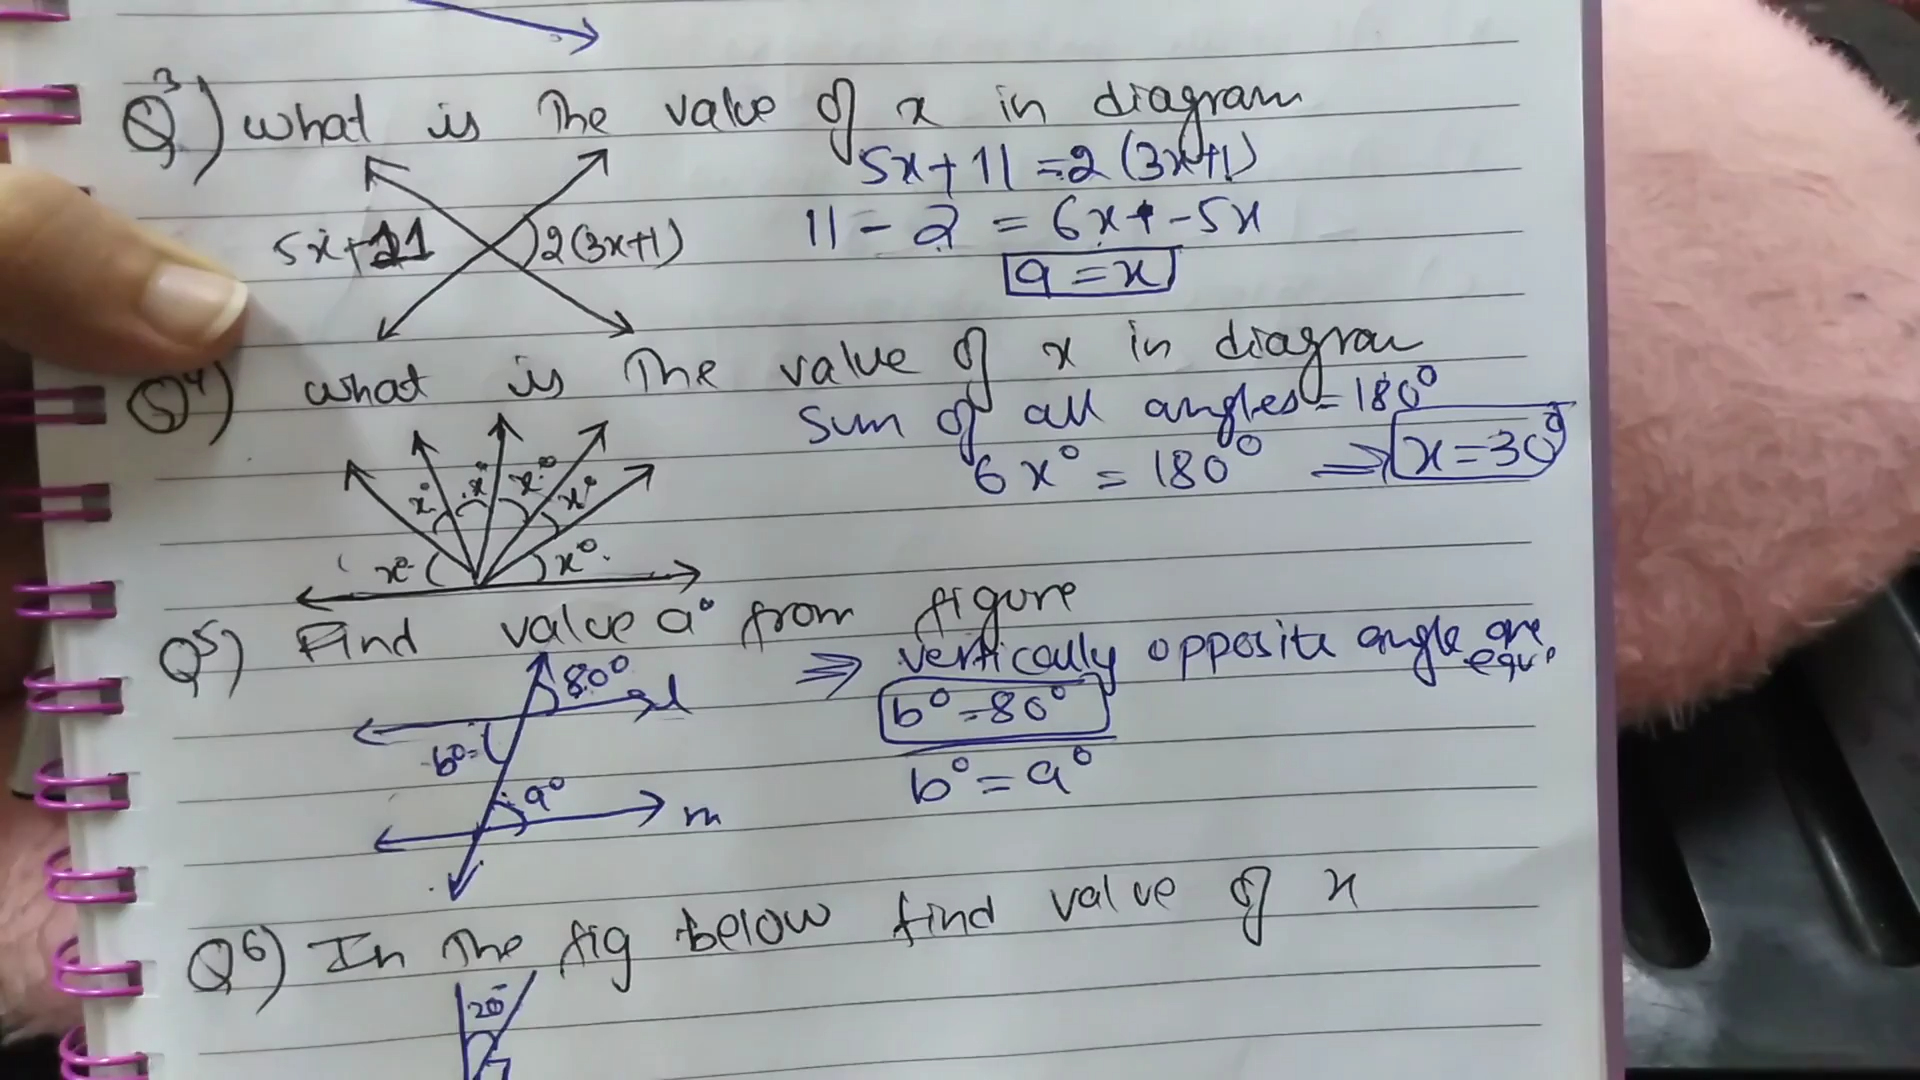 Q3) what is the value of x in diagram
5x+11 2(3x+1)
5x+11 = 2(3x+1)
11 - 2 = 6x - 5x
9 = x
Q4) what is the value of x in diagram
x° x° x° x°
x° x°
Sum of all angles = 180°
6x° = 180° ⇒ x = 30°
Q5) Find value a° from figure
80° l
b°=
a° m
⇒ vertically opposite angle are
equ
b° = 80°
b° = a°
Q6) In the fig below find value of x
20°